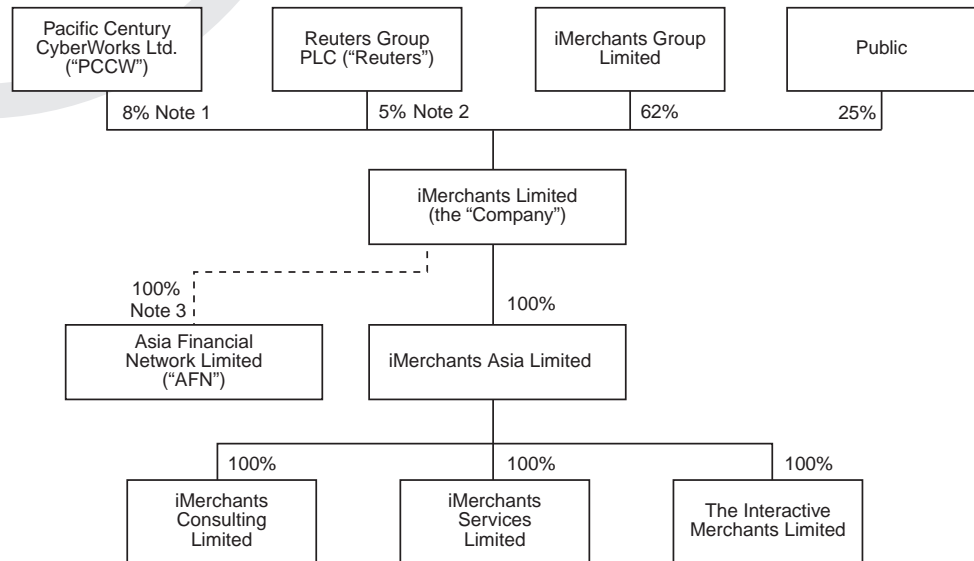 Pacific Century
CyberWorks Ltd.
(“PCCW”)
Reuters Group
PLC (“Reuters”)
iMerchants Group
Limited
Public
8% Note 1
5% Note 2
62%
25%
iMerchants Limited
(the “Company”)
100%
Note 3
100%
Asia Financial
Network Limited
(“AFN”)
iMerchants Asia Limited
100%
100%
100%
iMerchants
Consulting
Limited
iMerchants
Services
Limited
The Interactive
Merchants Limited